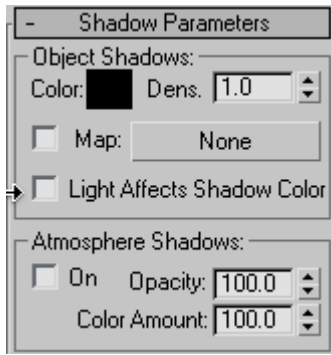 - Shadow Parameters
Object Shadows:
Color: Dens. 1.0
Map: None
Light Affects Shadow Color
Atmosphere Shadows:
On Opacity: 100.0
Color Amount: 100.0